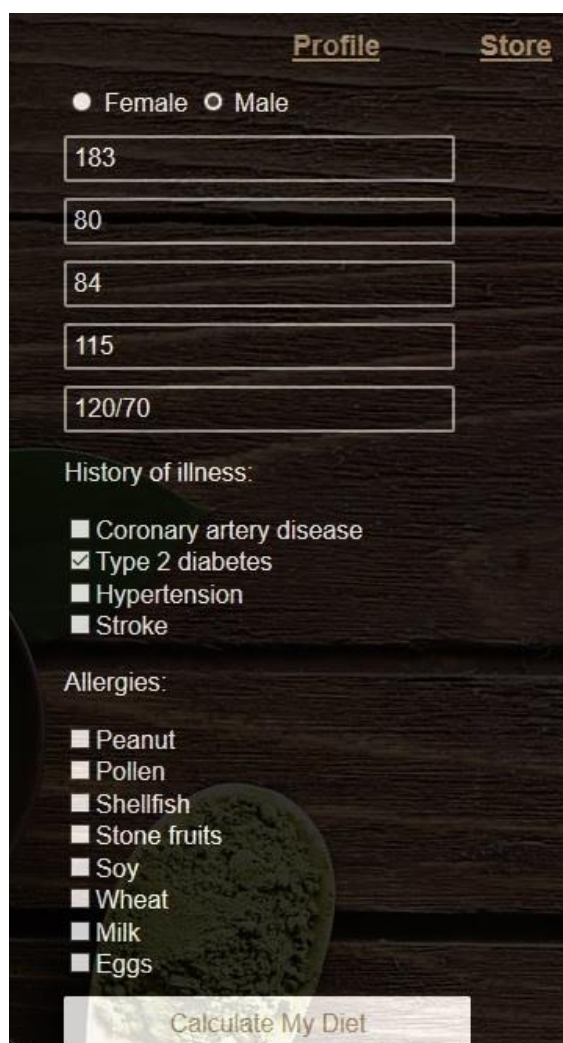 Profile Store
Female Male
183
80
84
115
120/70
History of illness:
Coronary artery disease
Type 2 diabetes
Hypertension
Stroke
Allergies:
Peanut
Pollen
Shellfish
Stone fruits
Soy
Wheat
Milk
Eggs
Calculate My Diet